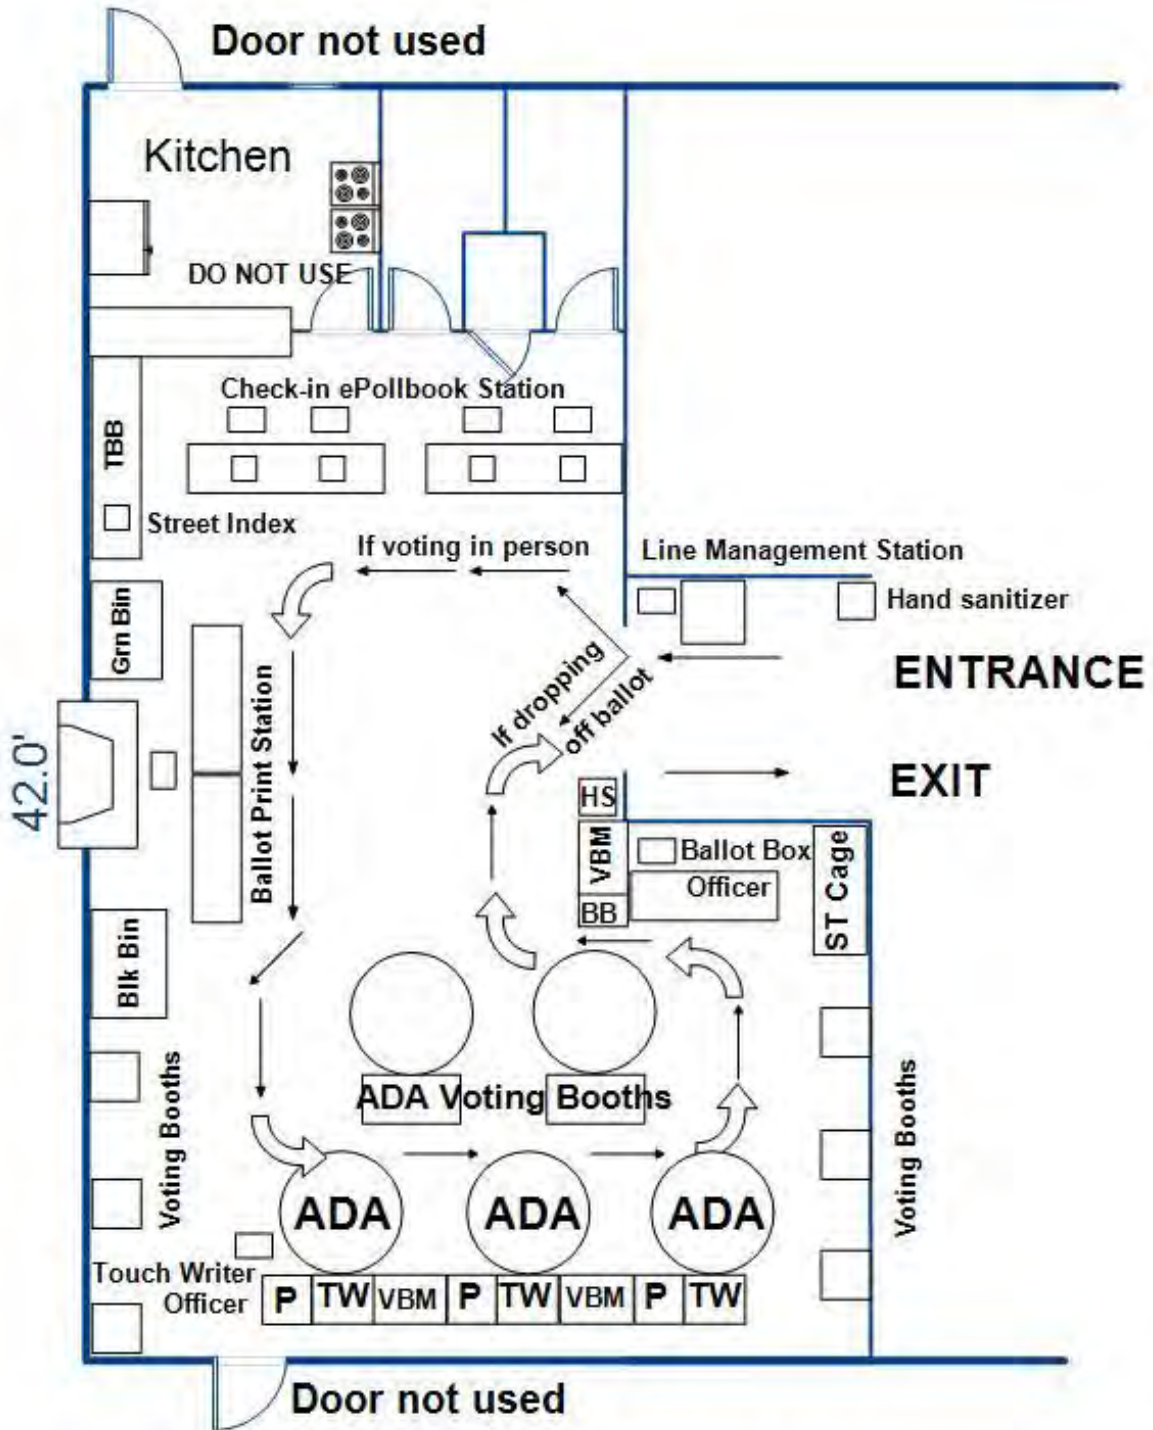 Door not used
Kitchen
DO NOT USE
Check-in ePollbook Station
TBB
Street Index
If voting in person
Line Management Station
Hand sanitizer
Grn Bin
If dropping
off ballot
ENTRANCE
Ballot Print Station
42.0'
EXIT
HS
VBM
Ballot Box
Officer
ST Cage
BB
Blk Bin
Voting Booths
ADA Voting Booths
Voting Booths
ADA
ADA
ADA
Touch Writer
Officer
P
TW
VBM
P
TW
VBM
P
TW
Door not used